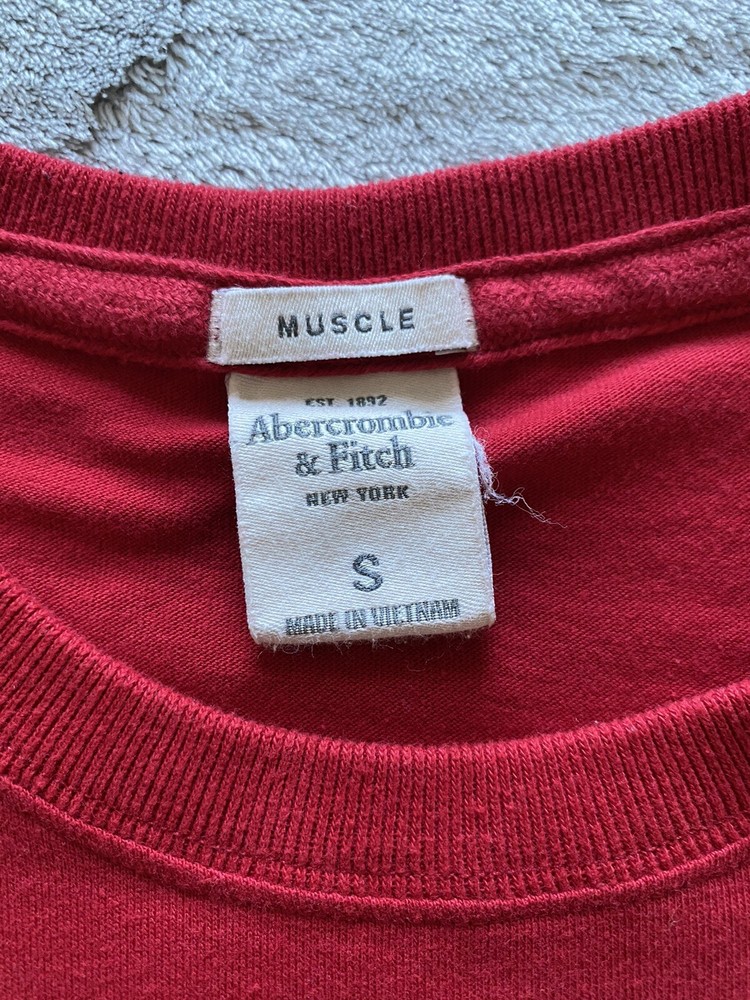 MUSCLE
EST. 1892
Abercrombie
& Fitch
NEW YORK
S
MADE IN VIETNAM